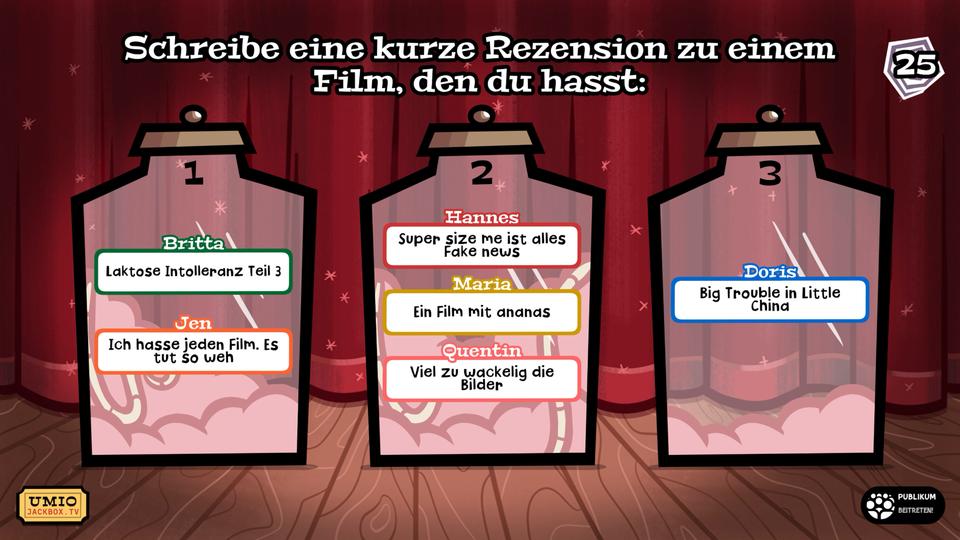 Schreibe eine kurze Rezension zu einem
Film, den du hasst:
25
1
Britta
Laktose Intolleranz Teil 3
Jen
Ich hasse jeden Film. Es
tut so weh
2
Hannes
Super size me ist alles
Fake news
Maria
Ein Film mit ananas
Quentin
Viel zu wackelig die
Bilder
3
Doris
Big Trouble in Little
China
UMIO
JACKBOX.TV
PUBLIKUM
BEITRETEN!